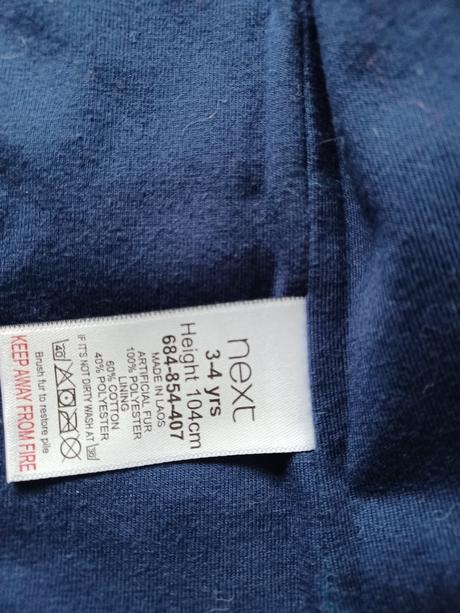 next
3-4 yrs
Height 104cm
684-854-407
MADE IN LAOS
ARTIFICIAL FUR
100% POLYESTER
LINING
60% COTTON
40% POLYESTER
IF IT'S NOT DIRTY WASH AT 30
40
Brush fur to restore pile
KEEP AWAY FROM FIRE